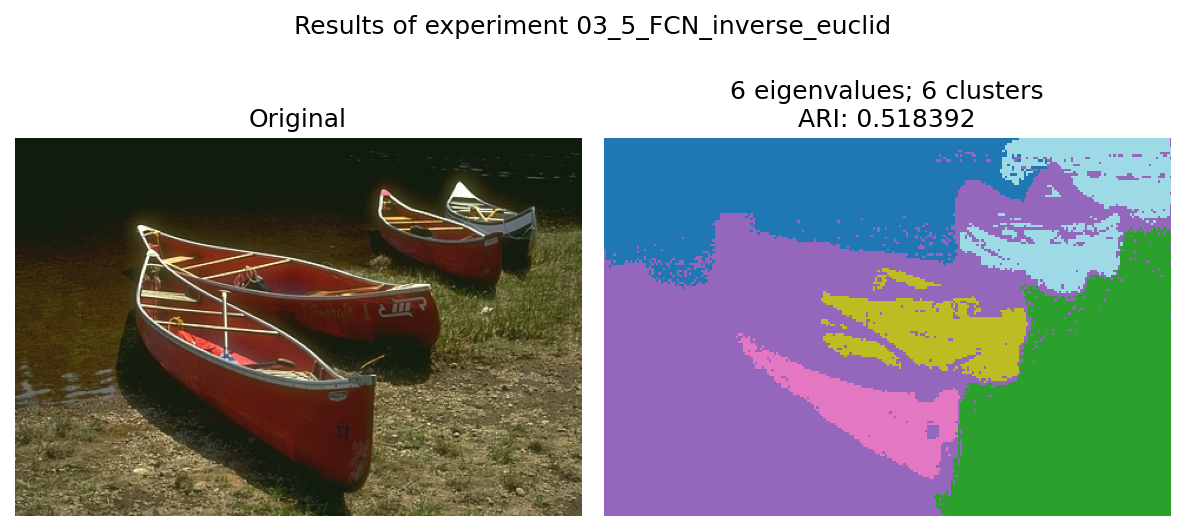 Results of experiment 03_5_FCN_inverse_euclid
Original
6 eigenvalues; 6 clusters
ARI: 0.518392